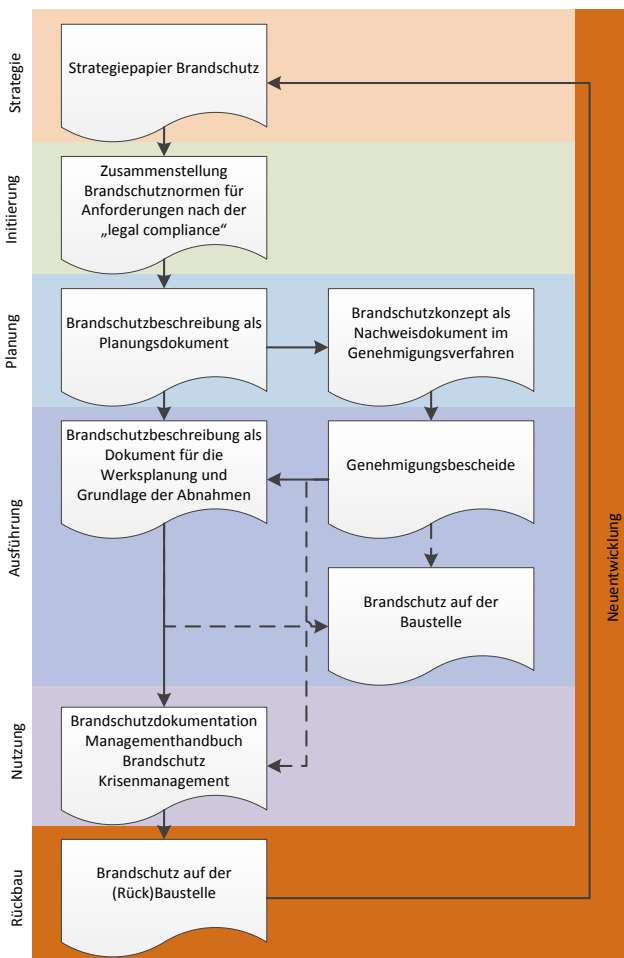 Strategie
Strategiepapier Brandschutz
Initiierung
Zusammenstellung
Brandschutznormen für
Anforderungen nach der
„legal compliance“
Planung
Brandschutzbeschreibung als
Planungsdokument
Brandschutzkonzept als
Nachweisdokument im
Genehmigungsverfahren
Ausführung
Brandschutzbeschreibung als
Dokument für die
Werksplanung und
Grundlage der Abnahmen
Genehmigungsbescheide
Brandschutz auf der
Baustelle
Neuentwicklung
Nutzung
Brandschutzdokumentation
Managementhandbuch
Brandschutz
Krisenmanagement
Rückbau
Brandschutz auf der
(Rück)Baustelle